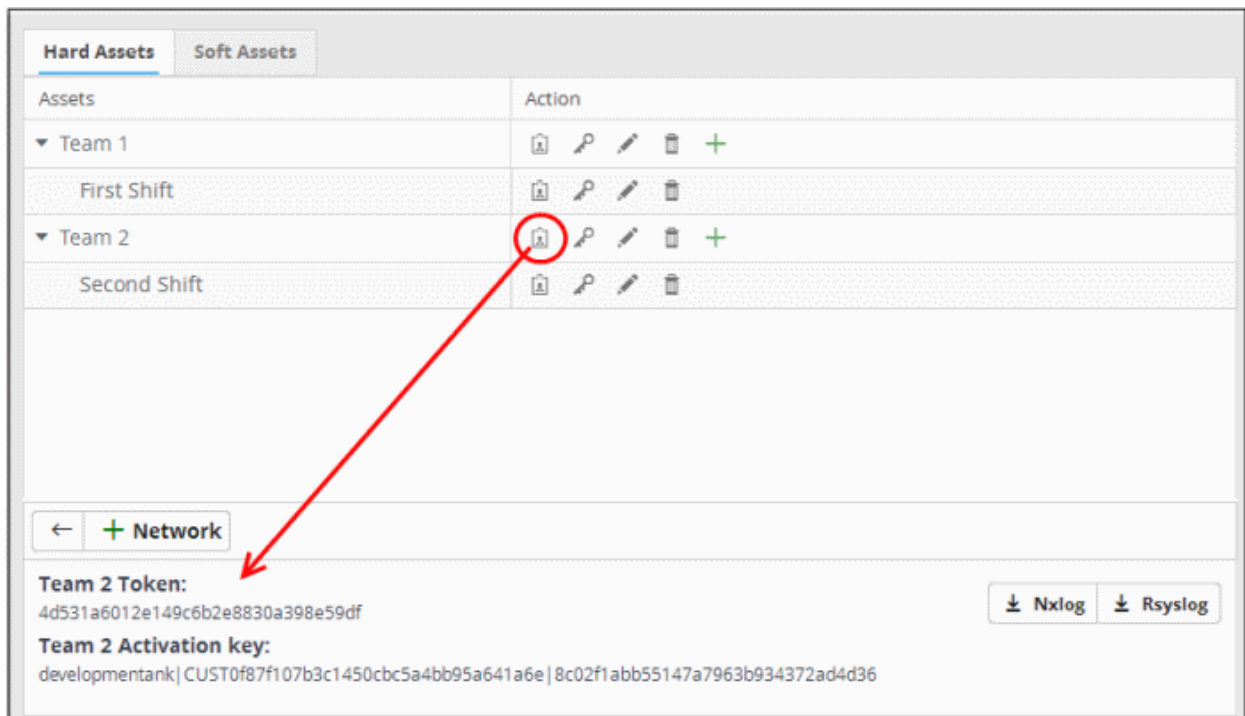 Hard Assets Soft Assets
Assets Action
Team 1
First Shift
Team 2
Second Shift
← + Network
Team 2 Token:
4d531a6012e149c6b2e8830a398e59df
Nxlog Rsyslog
Team 2 Activation key:
developmentank|CUST0f87f107b3c1450cbc5a4bb95a641a6e|8c02f1abb55147a7963b934372ad4d36